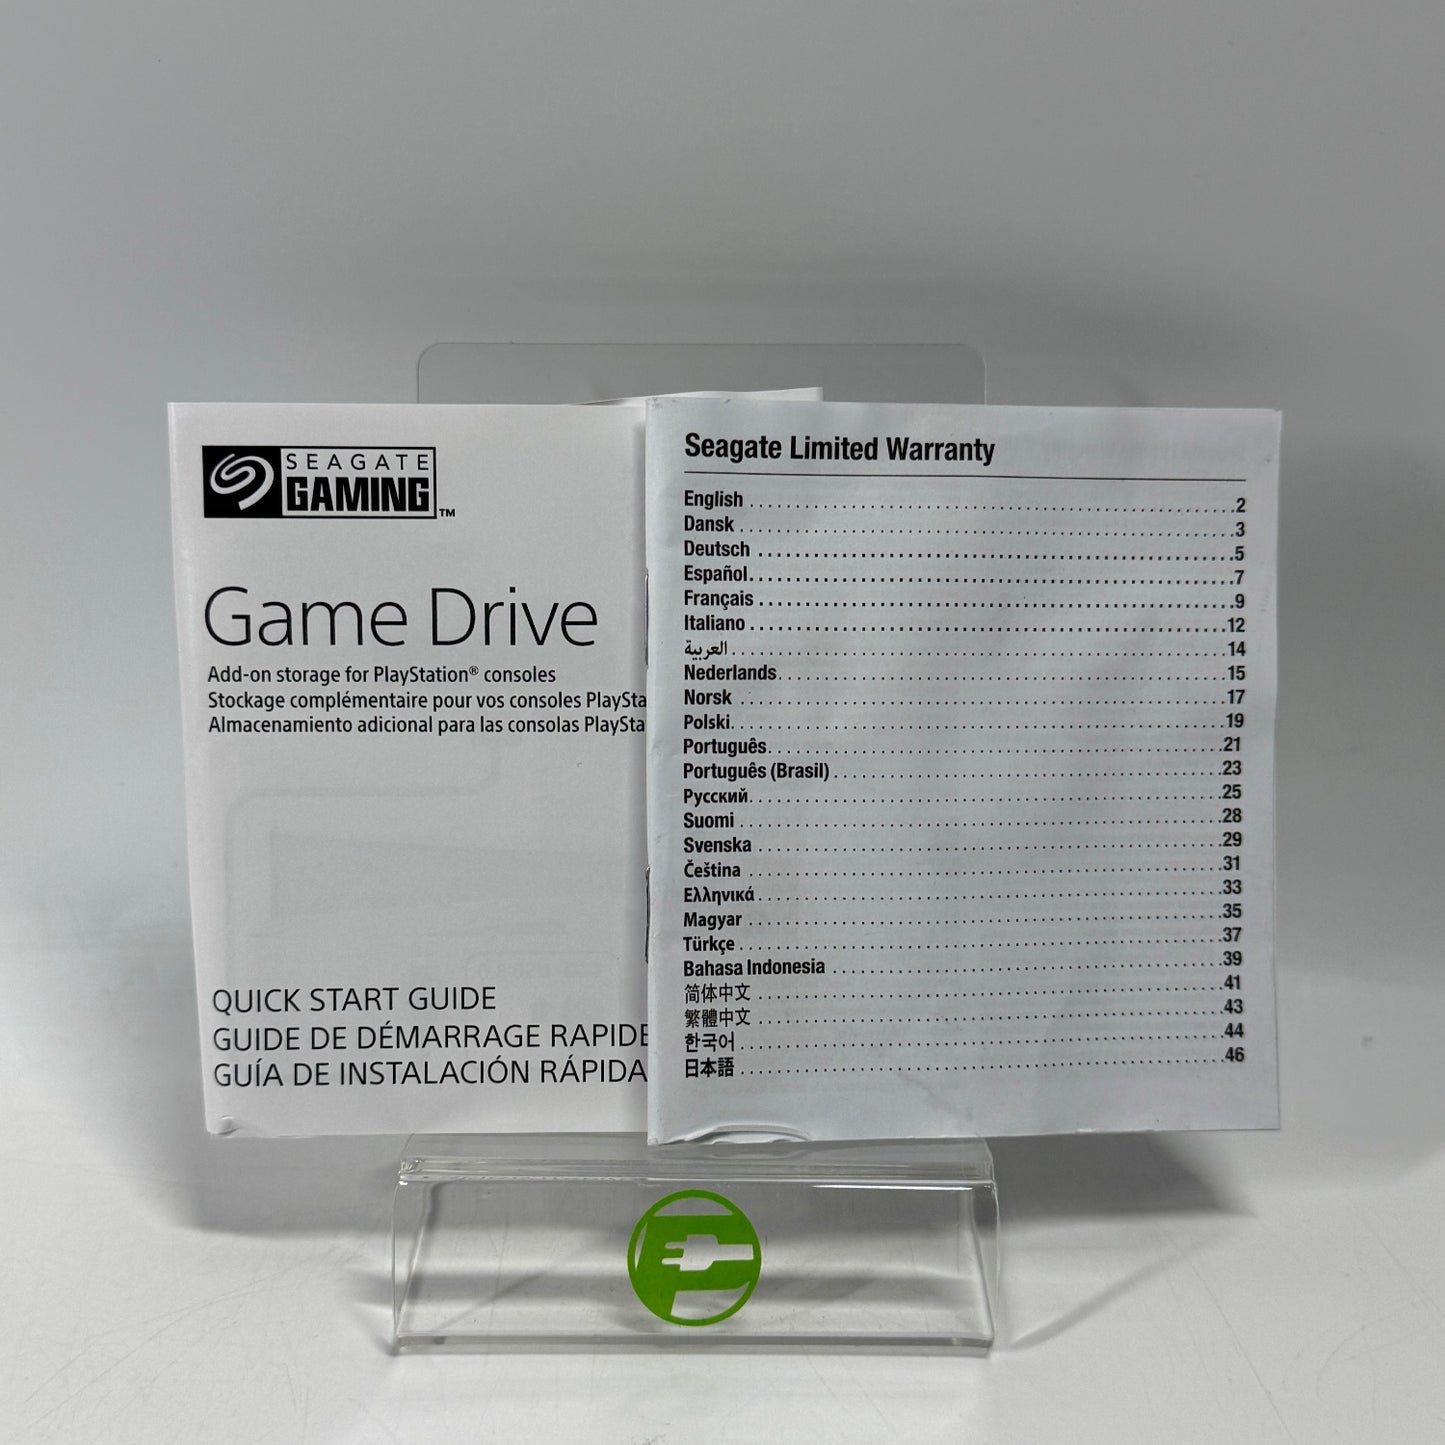 SEAGATE
GAMING™
Game Drive
Add-on storage for PlayStation® consoles
Stockage complémentaire pour vos consoles PlaySta
Almacenamiento adicional para las consolas PlaySta
QUICK START GUIDE
GUIDE DE DÉMARRAGE RAPIDE
GUÍA DE INSTALACIÓN RÁPIDA
Seagate Limited Warranty
English 2
Dansk 3
Deutsch 5
Español 7
Français 9
Italiano 12
العربية 14
Nederlands 15
Norsk 17
Polski 19
Português 21
Português (Brasil) 23
Русский 25
Suomi 28
Svenska 29
Čeština 31
Ελληνικά 33
Magyar 35
Türkçe 37
Bahasa Indonesia 39
简体中文 41
繁體中文 43
한국어 44
日本語 46